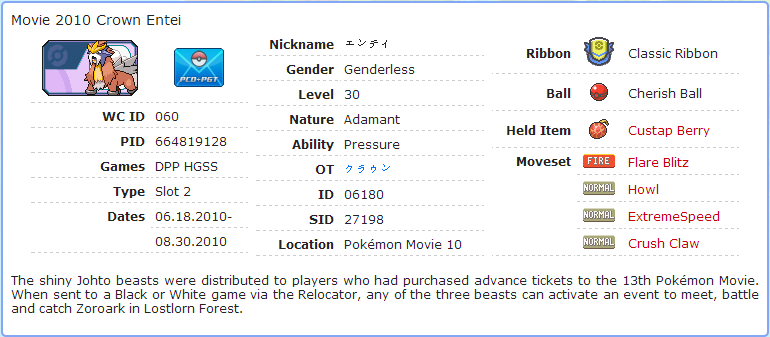 Movie 2010 Crown Entei
PCD•PGT
WC ID 060
PID 664819128
Games DPP HGSS
Type Slot 2
Dates 06.18.2010-
08.30.2010
Nickname エンテイ
Gender Genderless
Level 30
Nature Adamant
Ability Pressure
OT クラウン
ID 06180
SID 27198
Location Pokémon Movie 10
Ribbon Classic Ribbon
Ball Cherish Ball
Held Item Custap Berry
Moveset FIRE Flare Blitz
NORMAL Howl
NORMAL ExtremeSpeed
NORMAL Crush Claw
The shiny Johto beasts were distributed to players who had purchased advance tickets to the 13th Pokémon Movie.
When sent to a Black or White game via the Relocator, any of the three beasts can activate an event to meet, battle
and catch Zoroark in Lostlorn Forest.